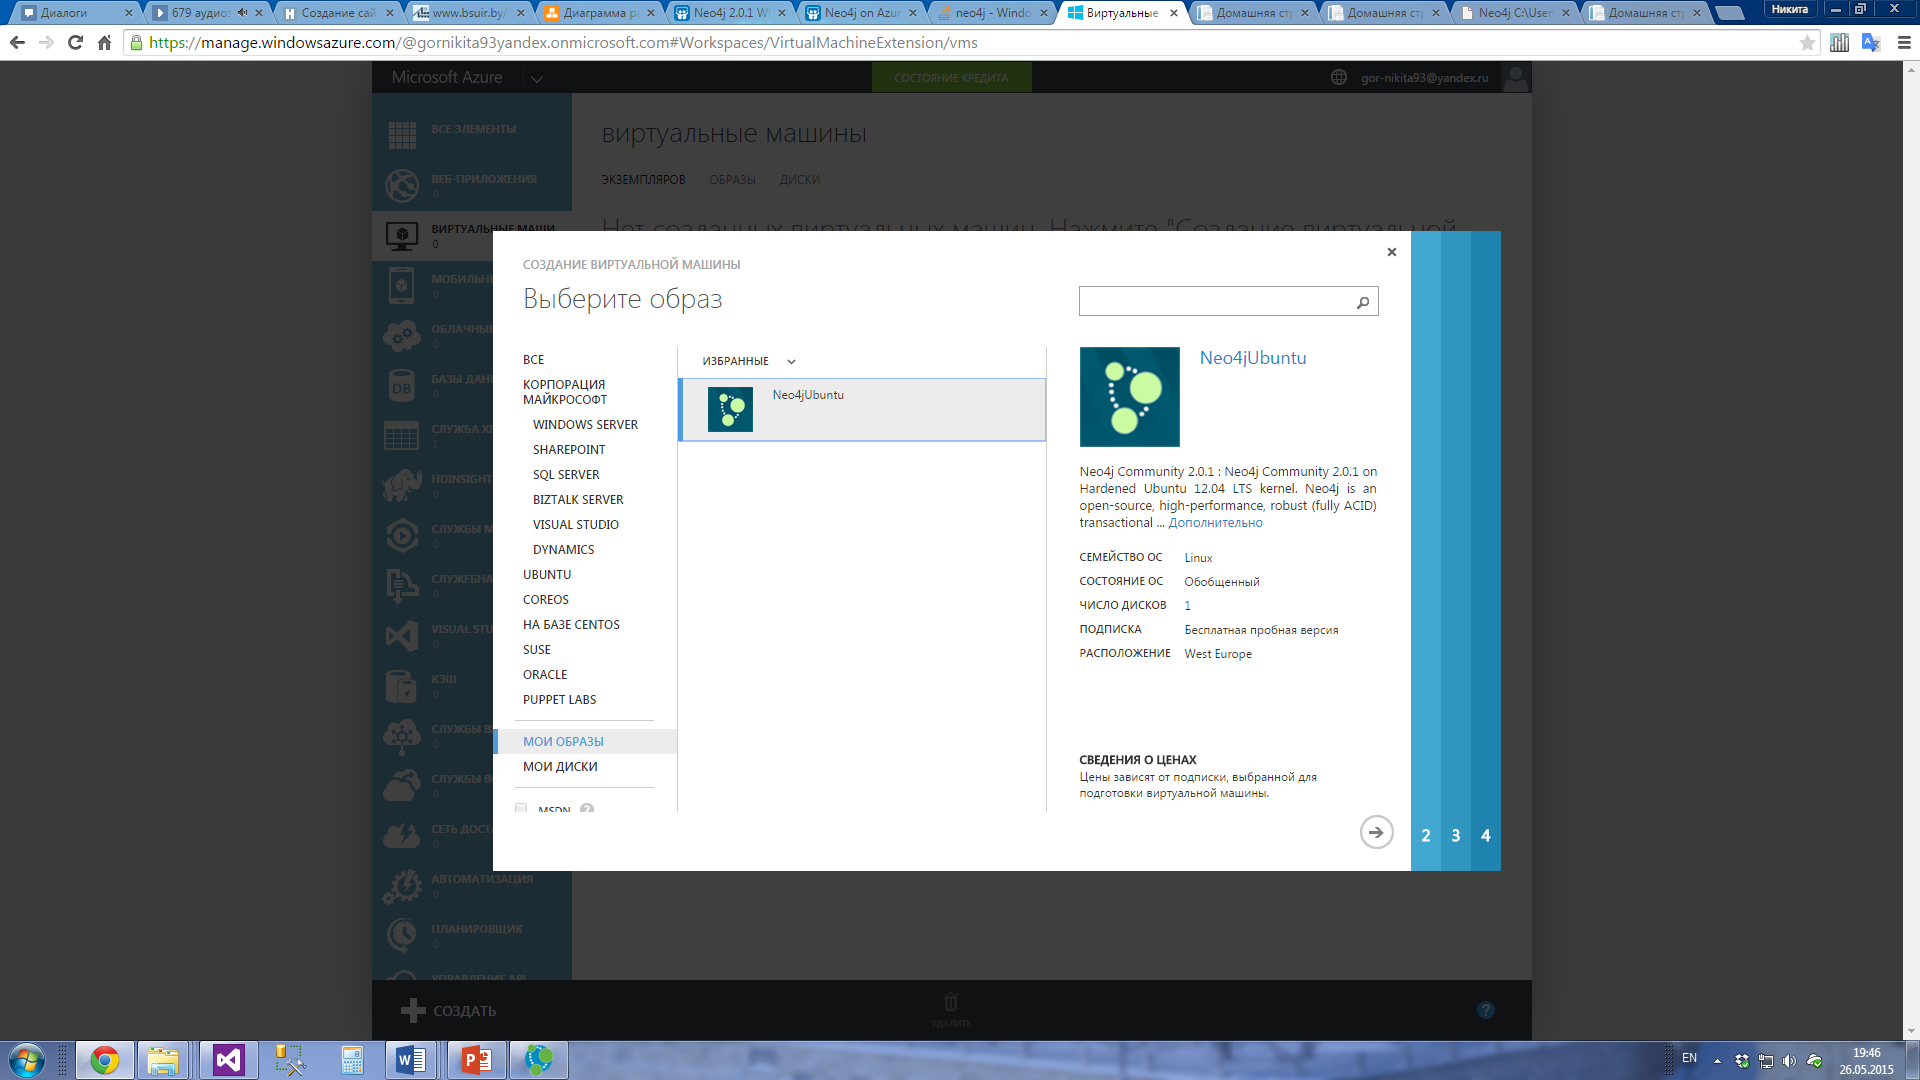 Диалоги
679 аудиоз
Создание сай
www.bsuir.by/
Диаграмма ра
Neo4j 2.0.1 Wi
Neo4j on Azur
neo4j - Windo
Виртуальные
Домашняя стр
Домашняя стр
Neo4j C:\User
Домашняя стр
Никита
https://manage.windowsazure.com/@gornikita93yandex.onmicrosoft.com#Workspaces/VirtualMachineExtension/vms
Microsoft Azure
СОСТОЯНИЕ КРЕДИТА
gor-nikita93@yandex.ru
ВСЕ ЭЛЕМЕНТЫ
ВЕБ-ПРИЛОЖЕНИЯ
0
ВИРТУАЛЬНЫЕ МАШИ
0
МОБИЛЬНЫ
0
ОБЛАЧНЫЕ
0
БАЗЫ ДАН
0
СЛУЖБА ХР
1
HDINSIGHT
0
СЛУЖБЫ М
0
СЛУЖЕБНА
0
VISUAL STU
0
КЭШ
0
СЛУЖБЫ B
0
СЛУЖБЫ ВО
0
СЕТЬ ДОСТА
0
АВТОМАТИЗАЦИЯ
0
ПЛАНИРОВЩИК
0
УПРАВЛЕНИЕ API
виртуальные машины
ЭКЗЕМПЛЯРОВ ОБРАЗЫ ДИСКИ
Нет созданных виртуальных машин. Нажмите "Создание виртуальной
СОЗДАНИЕ ВИРТУАЛЬНОЙ МАШИНЫ
Выберите образ
ВСЕ
КОРПОРАЦИЯ
МАЙКРОСОФТ
WINDOWS SERVER
SHAREPOINT
SQL SERVER
BIZTALK SERVER
VISUAL STUDIO
DYNAMICS
UBUNTU
COREOS
НА БАЗЕ CENTOS
SUSE
ORACLE
PUPPET LABS
МОИ ОБРАЗЫ
МОИ ДИСКИ
MSDN
ИЗБРАННЫЕ
Neo4jUbuntu
Neo4jUbuntu
Neo4j Community 2.0.1 : Neo4j Community 2.0.1 on
Hardened Ubuntu 12.04 LTS kernel. Neo4j is an
open-source, high-performance, robust (fully ACID)
transactional ... Дополнительно
СЕМЕЙСТВО ОС Linux
СОСТОЯНИЕ ОС Обобщенный
ЧИСЛО ДИСКОВ 1
ПОДПИСКА Бесплатная пробная версия
РАСПОЛОЖЕНИЕ West Europe
СВЕДЕНИЯ О ЦЕНАХ
Цены зависят от подписки, выбранной для
подготовки виртуальной машины.
2 3 4
СОЗДАТЬ
УДАЛИТЬ
EN
19:46
26.05.2015